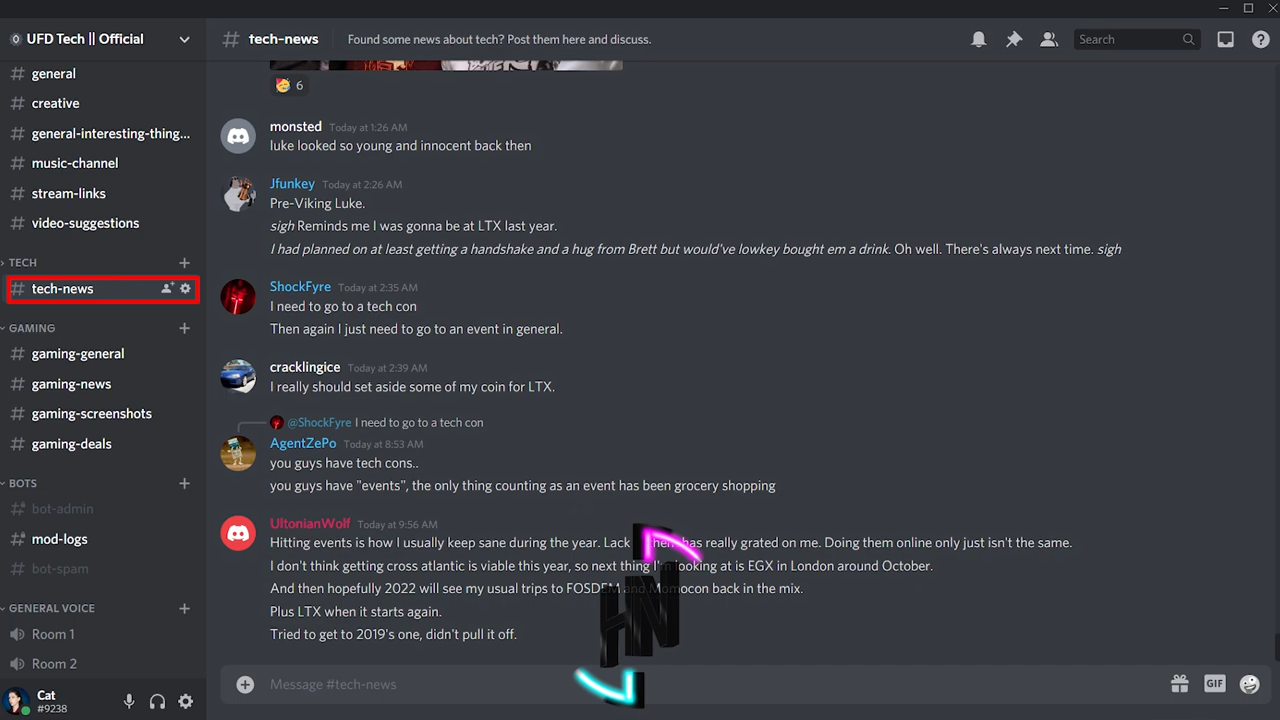 UFD Tech || Official
general
creative
general-interesting-thing...
music-channel
stream-links
video-suggestions
TECH
tech-news
GAMING
gaming-general
gaming-news
gaming-screenshots
gaming-deals
BOTS
bot-admin
mod-logs
bot-spam
GENERAL VOICE
Room 1
Room 2
Cat
#9238
# tech-news Found some news about tech? Post them here and discuss.
Search
6
monsted Today at 1:26 AM
luke looked so young and innocent back then
Jfunkey Today at 2:26 AM
Pre-Viking Luke.
sigh Reminds me I was gonna be at LTX last year.
I had planned on at least getting a handshake and a hug from Brett but would've lowkey bought em a drink. Oh well. There's always next time. sigh
ShockFyre Today at 2:35 AM
I need to go to a tech con
Then again I just need to go to an event in general.
cracklingice Today at 2:39 AM
I really should set aside some of my coin for LTX.
@ShockFyre I need to go to a tech con
AgentZePo Today at 8:53 AM
you guys have tech cons..
you guys have "events", the only thing counting as an event has been grocery shopping
UltonianWolf Today at 9:56 AM
Hitting events is how I usually keep sane during the year. Lack has really grated on me. Doing them online only just isn't the same.
I don't think getting cross atlantic is viable this year, so next thing I'm looking at is EGX in London around October.
And then hopefully 2022 will see my usual trips to FOSDEM and Momocon back in the mix.
Plus LTX when it starts again.
Tried to get to 2019's one, didn't pull it off.
HN
Message #tech-news
GIF